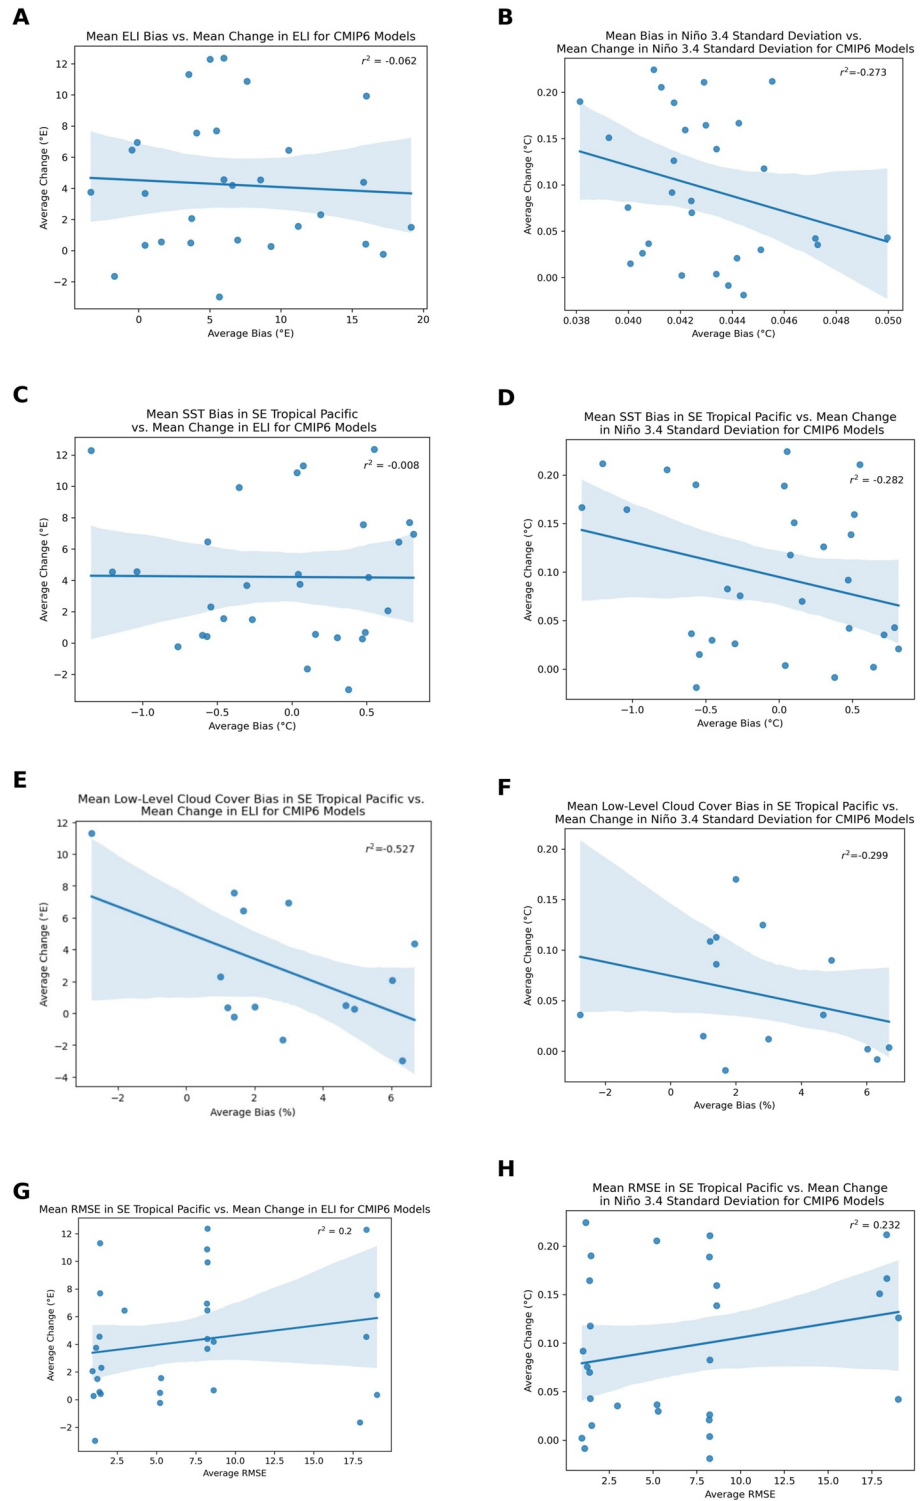 A
Mean ELI Bias vs. Mean Change in ELI for CMIP6 Models
r² = -0.062
12
10
8
6
4
2
0
−2
Average Change (°E)
0 5 10 15 20
Average Bias (°E)
B
Mean Bias in Niño 3.4 Standard Deviation vs.
Mean Change in Niño 3.4 Standard Deviation for CMIP6 Models
r²=-0.273
0.20
0.15
0.10
0.05
0.00
Average Change (°C)
0.038 0.040 0.042 0.044 0.046 0.048 0.050
Average Bias (°C)
C
Mean SST Bias in SE Tropical Pacific
vs. Mean Change in ELI for CMIP6 Models
r² = -0.008
12
10
8
6
4
2
0
−2
Average Change (°E)
−1.0 −0.5 0.0 0.5
Average Bias (°C)
D
Mean SST Bias in SE Tropical Pacific vs. Mean Change
in Niño 3.4 Standard Deviation for CMIP6 Models
r² = -0.282
0.20
0.15
0.10
0.05
0.00
Average Change (°C)
−1.0 −0.5 0.0 0.5
Average Bias (°C)
E
Mean Low-Level Cloud Cover Bias in SE Tropical Pacific vs.
Mean Change in ELI for CMIP6 Models
r²=-0.527
12
10
8
6
4
2
0
−2
−4
Average Change (°E)
−2 0 2 4 6
Average Bias (%)
F
Mean Low-Level Cloud Cover Bias in SE Tropical Pacific vs.
Mean Change in Niño 3.4 Standard Deviation for CMIP6 Models
r²=-0.299
0.20
0.15
0.10
0.05
0.00
Average Change (°C)
−2 0 2 4 6
Average Bias (%)
G
Mean RMSE in SE Tropical Pacific vs. Mean Change in ELI for CMIP6 Models
r² = 0.2
12
10
8
6
4
2
0
−2
Average Change (°E)
2.5 5.0 7.5 10.0 12.5 15.0 17.5
Average RMSE
H
Mean RMSE in SE Tropical Pacific vs. Mean Change
in Niño 3.4 Standard Deviation for CMIP6 Models
r² = 0.232
0.20
0.15
0.10
0.05
0.00
Average Change (°C)
2.5 5.0 7.5 10.0 12.5 15.0 17.5
Average RMSE